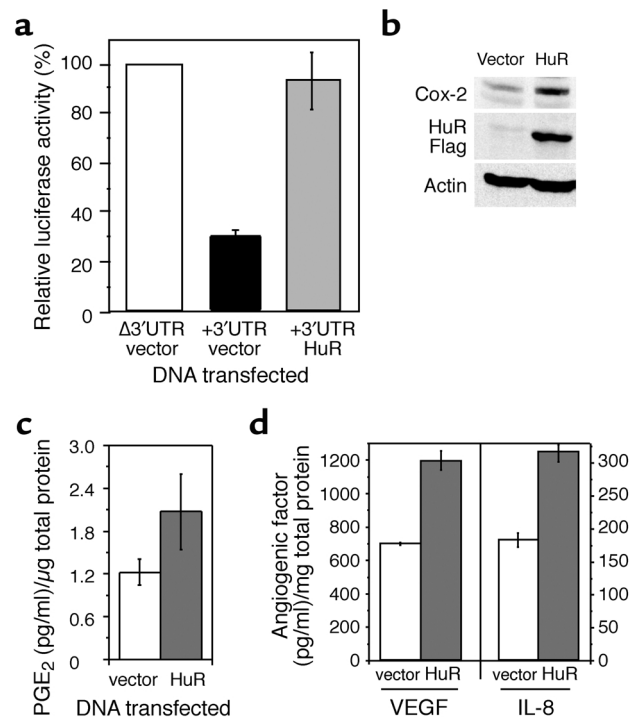 a
Relative luciferase activity (%)
100
80
60
40
20
0
Δ3′UTR vector
+3′UTR vector
+3′UTR HuR
DNA transfected
b
Vector HuR
Cox-2
HuR
Flag
Actin
c
PGE₂ (pg/ml)/µg total protein
3.0
2.4
1.8
1.2
0.6
0
vector HuR
DNA transfected
d
Angiogenic factor
(pg/ml)/mg total protein
1200
1000
800
600
400
200
0
300
250
200
150
100
50
0
vector HuR vector HuR
VEGF IL-8